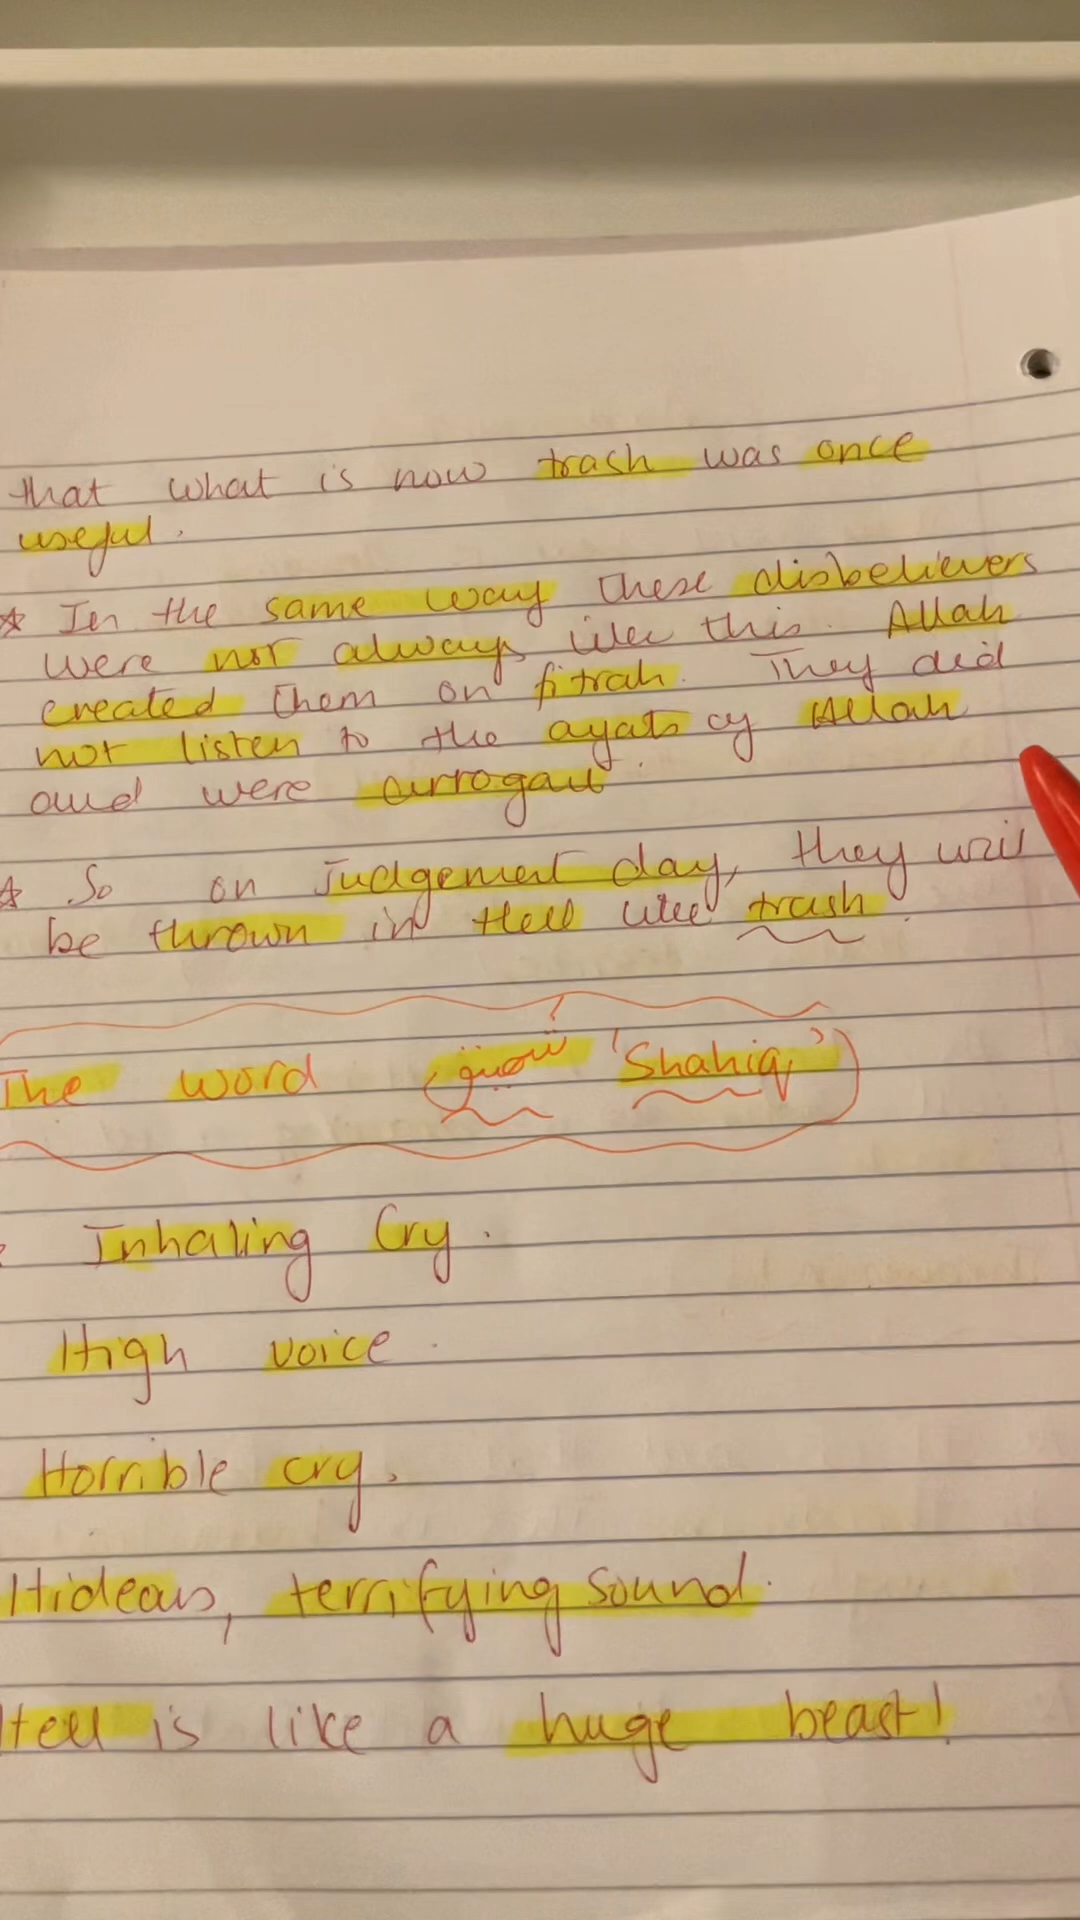 that what is now trash was once
useful.
☆ In the same way these disbelievers
were not always like this. Allah
created them on fitrah. They did
not listen to the ayats of Allah
and were arrogant.
☆ So on Judgement day, they will
be thrown in Hell like trash.
The word (شهيق 'Shahiq')
Inhaling Cry.
High voice.
Horrible cry.
Hideous, terrifying sound.
Hell is like a huge beast!